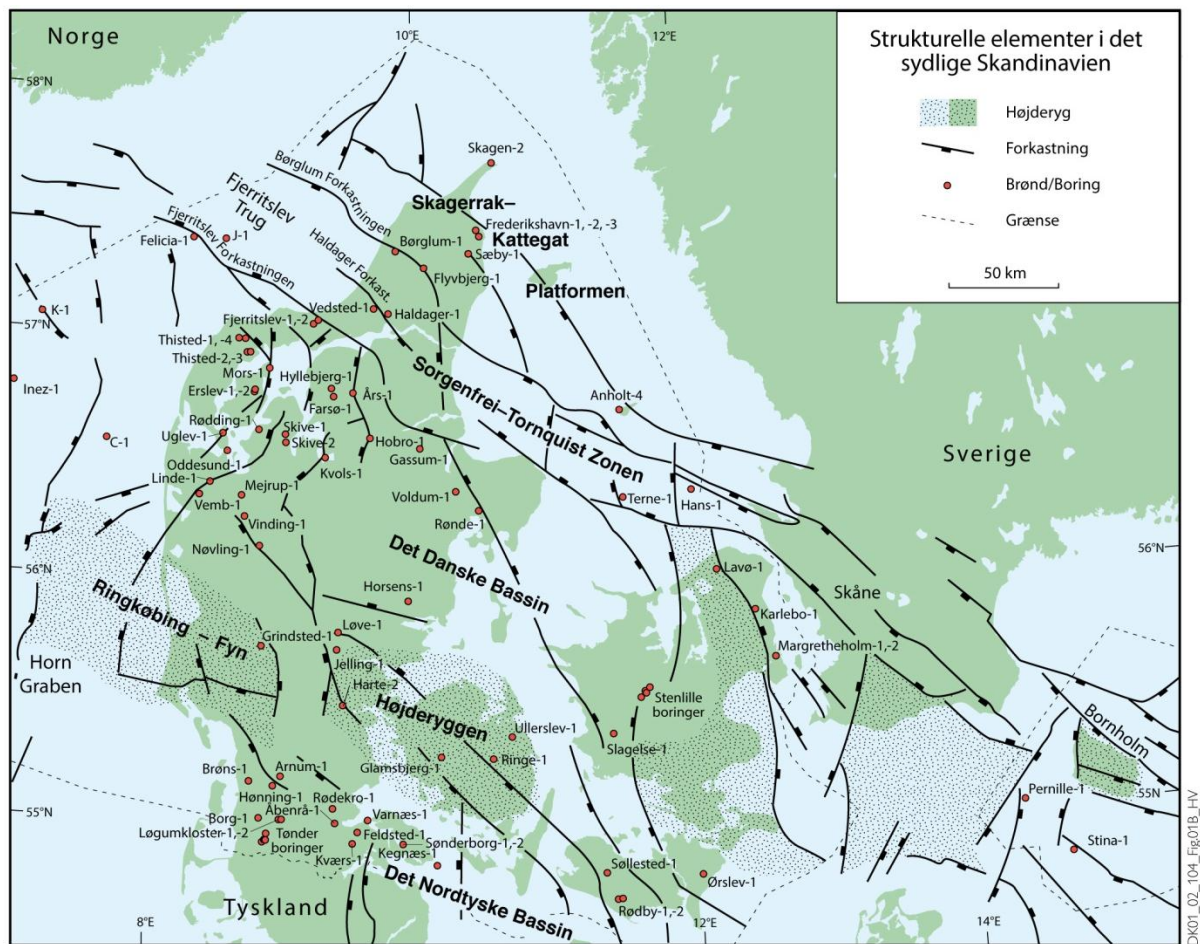 Norge
10°E
12°E
58°N
Strukturelle elementer i det
sydlige Skandinavien
Højderyg
Forkastning
Brønd/Boring
Grænse
50 km
Skagen-2
Børglum Forkastningen
Fjerritslev
Trug
Skagerrak–
Kattegat
Platformen
Frederikshavn-1, -2, -3
Fjerritslev Forkastningen
Felicia-1
J-1
Børglum-1
Sæby-1
Haldager Forkast.
Flyvbjerg-1
K-1
57°N
Vedsted-1
Haldager-1
Fjerritslev-1,-2
Thisted-1, -4
Thisted-2,-3
Mors-1
Inez-1
Hyllebjerg-1
Erslev-1,-2
Farsø-1
Års-1
Sorgenfrei–Tornquist Zonen
Anholt-4
Rødding-1
Skive-1
Uglev-1
Skive-2
Hobro-1
C-1
Gassum-1
Sverige
Oddesund-1
Kvols-1
Linde-1
Mejrup-1
Voldum-1
Terne-1
Hans-1
Vemb-1
Vinding-1
Rønde-1
Nøvling-1
56°N
Det Danske Bassin
56°N
Lavø-1
Horsens-1
Skåne
Karlebo-1
Ringkøbing – Fyn
Løve-1
Grindsted-1
Margretheholm-1,-2
Horn
Graben
Jelling-1
Harte-2
Højderyggen
Stenlille
boringer
Ullerslev-1
Slagelse-1
Bornholm
Glamsbjerg-1
Ringe-1
Brøns-1
Arnum-1
55°N
Hønning-1
Rødekro-1
55N
Pernille-1
Åbenrå-1
Borg-1
Varnæs-1
Løgumkloster-1,-2
Feldsted-1
Tønder
boringer
Sønderborg-1,-2
Kegnæs-1
Kværs-1
Stina-1
Søllested-1
Ørslev-1
Det Nordtyske Bassin
Rødby-1,-2
Tyskland
8°E
12°E
14°E
DK01_02_104_Fig.01B_HV